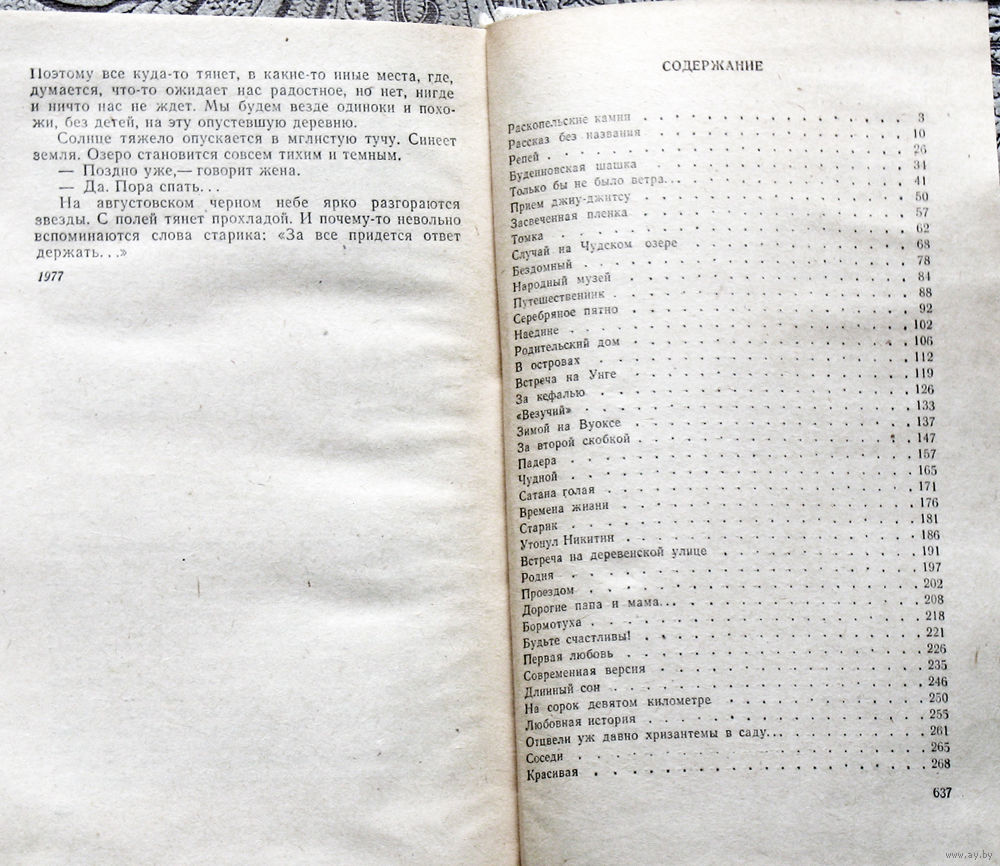 Поэтому все куда-то тянет, в какие-то иные места, где,
думается, что-то ожидает нас радостное, но нет, нигде
и ничто нас не ждет. Мы будем везде одиноки и похо-
жи, без детей, на эту опустевшую деревню.
Солнце тяжело опускается в мглистую тучу. Синеет
земля. Озеро становится совсем тихим и темным.
— Поздно уже,— говорит жена.
— Да. Пора спать...
На августовском черном небе ярко разгораются
звезды. С полей тянет прохладой. И почему-то невольно
вспоминаются слова старика: «За все придется ответ
держать...»
1977
СОДЕРЖАНИЕ
Раскопельские камни 3
Рассказ без названия 10
Репей 26
Буденновская шашка 34
Только бы не было ветра... 41
Прием джиу-джитсу 50
Засвеченная пленка 57
Томка 62
Случай на Чудском озере 68
Бездомный 78
Народный музей 84
Путешественник 88
Серебряное пятно 92
Наедине 102
Родительский дом 106
В островах 112
Встреча на Унге 119
За кефалью 126
«Везучий» 133
Зимой на Вуоксе 137
За второй скобкой 147
Падера 157
Чудной 165
Сатана голая 171
Времена жизни 176
Старик 181
Утонул Никитин 186
Встреча на деревенской улице 191
Родня 197
Проездом 202
Дорогие папа и мама... 208
Бормотуха 218
Будьте счастливы! 221
Первая любовь 226
Современная версия 235
Длинный сон 246
На сорок девятом километре 250
Любовная история 255
Отцвели уж давно хризантемы в саду... 261
Соседи 265
Красивая 268
637
www.ay.by